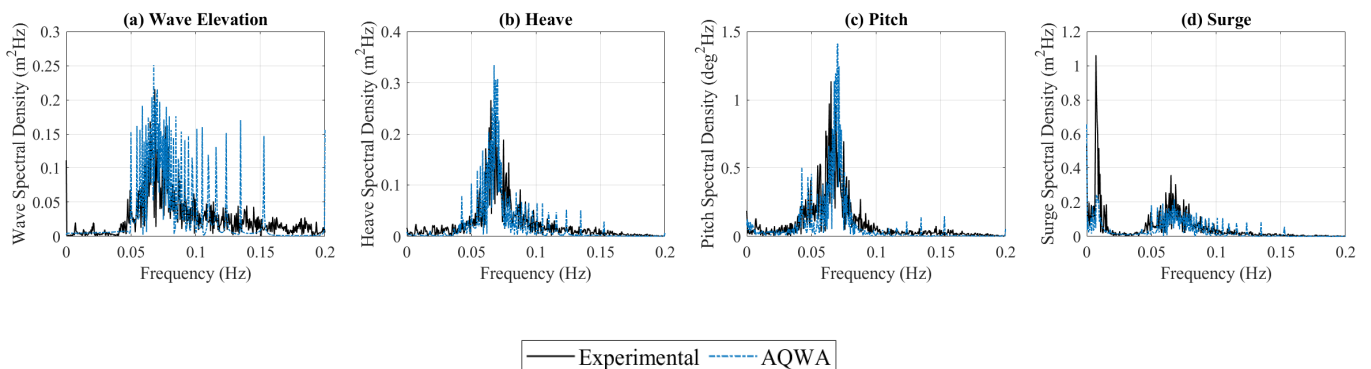 (a) Wave Elevation
Wave Spectral Density (m²Hz)
0.3
0.25
0.2
0.15
0.1
0.05
0
0 0.05 0.1 0.15 0.2
Frequency (Hz)
(b) Heave
Heave Spectral Density (m²Hz)
0.4
0.3
0.2
0.1
0
0 0.05 0.1 0.15 0.2
Frequency (Hz)
(c) Pitch
Pitch Spectral Density (deg²Hz)
1.5
1
0.5
0
0 0.05 0.1 0.15 0.2
Frequency (Hz)
(d) Surge
Surge Spectral Density (m²Hz)
1.2
1
0.8
0.6
0.4
0.2
0
0 0.05 0.1 0.15 0.2
Frequency (Hz)
Experimental AQWA